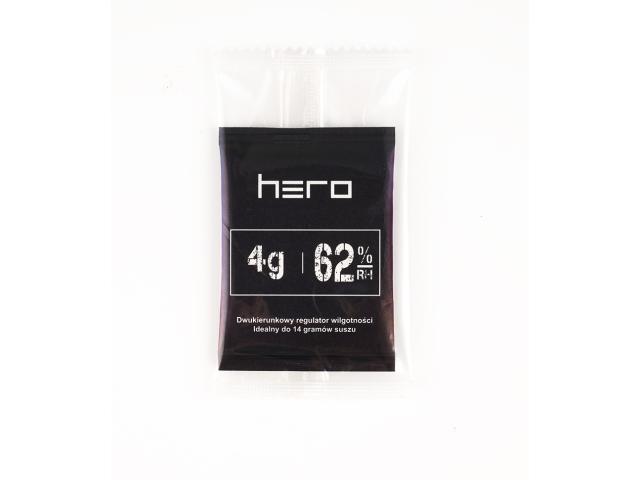 hero
4g | 62%
RH
Dwukierunkowy regulator wilgotności
Idealny do 14 gramów suszu